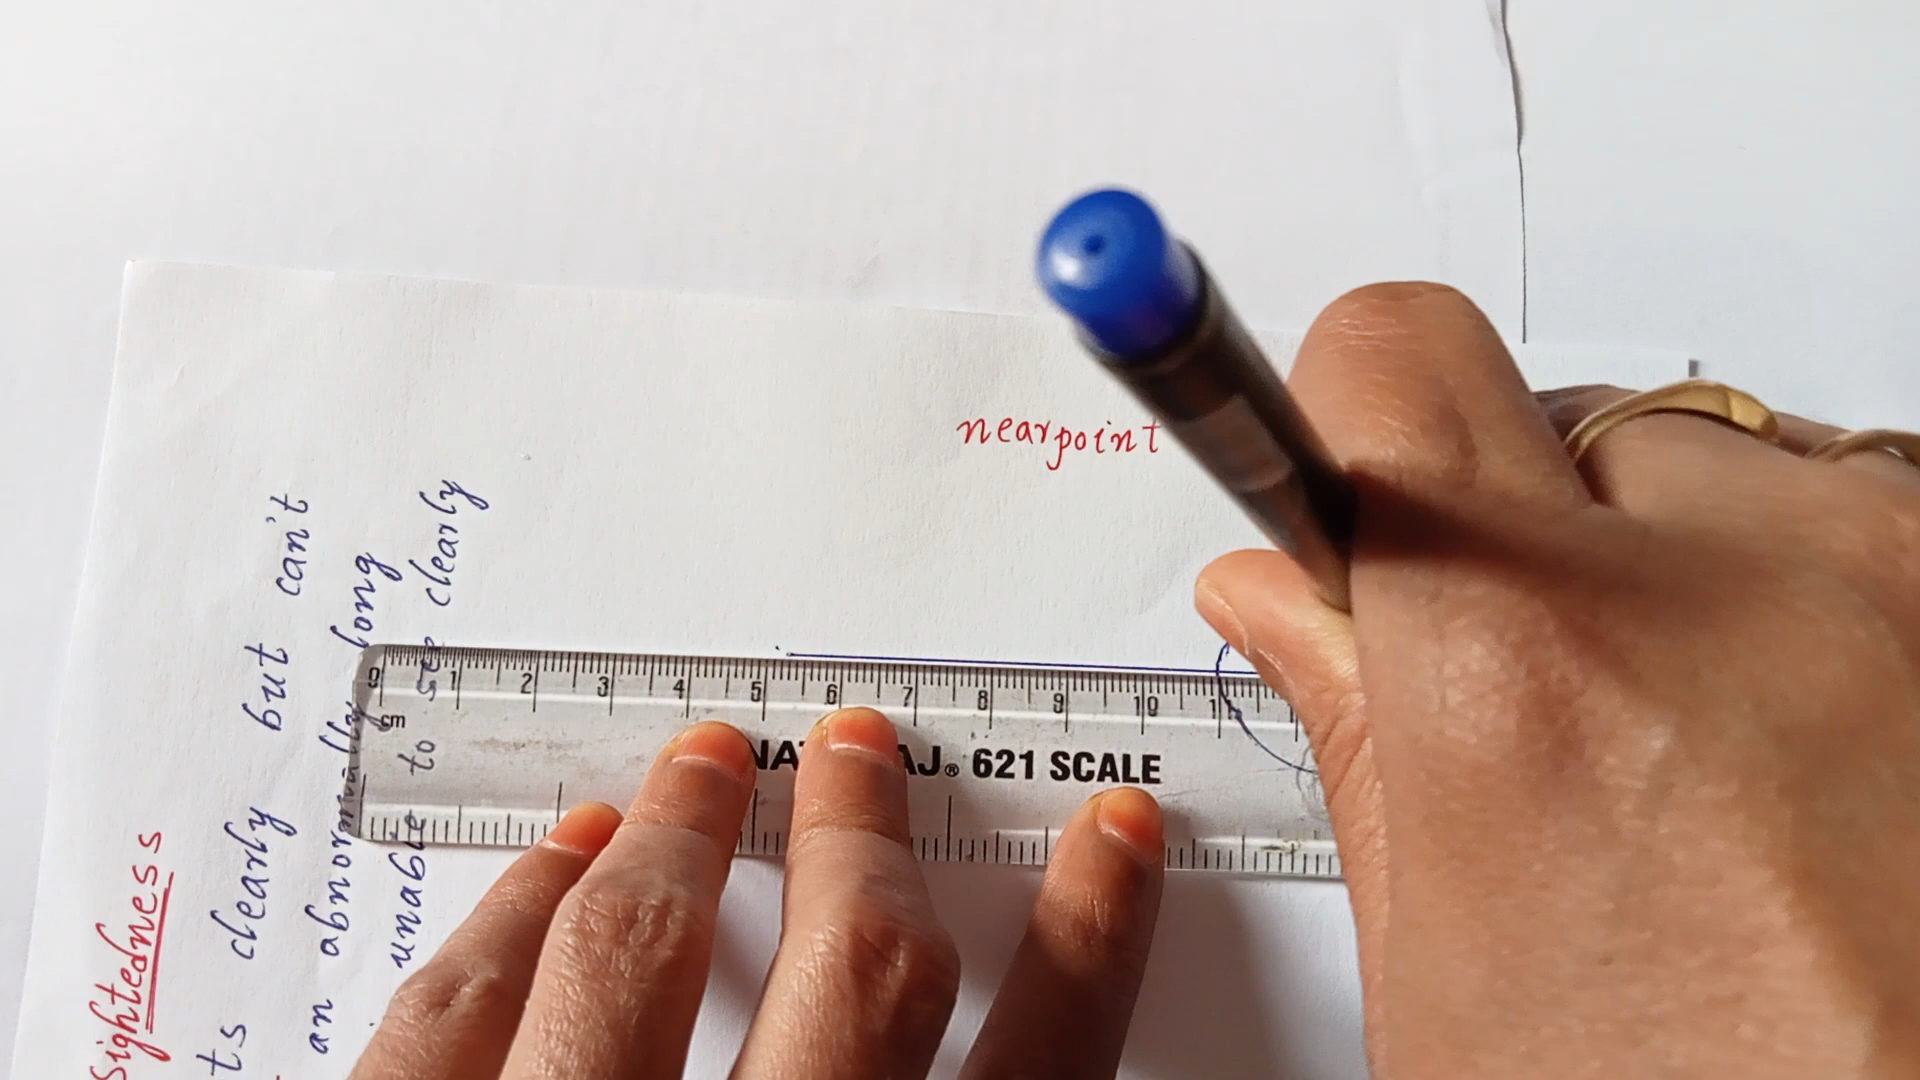 nearpoint
sightedness
ts clearly but can't
an abnormally long
unable to see clearly
0 1 2 3 4 5 6 7 8 9 10
cm
621 SCALE